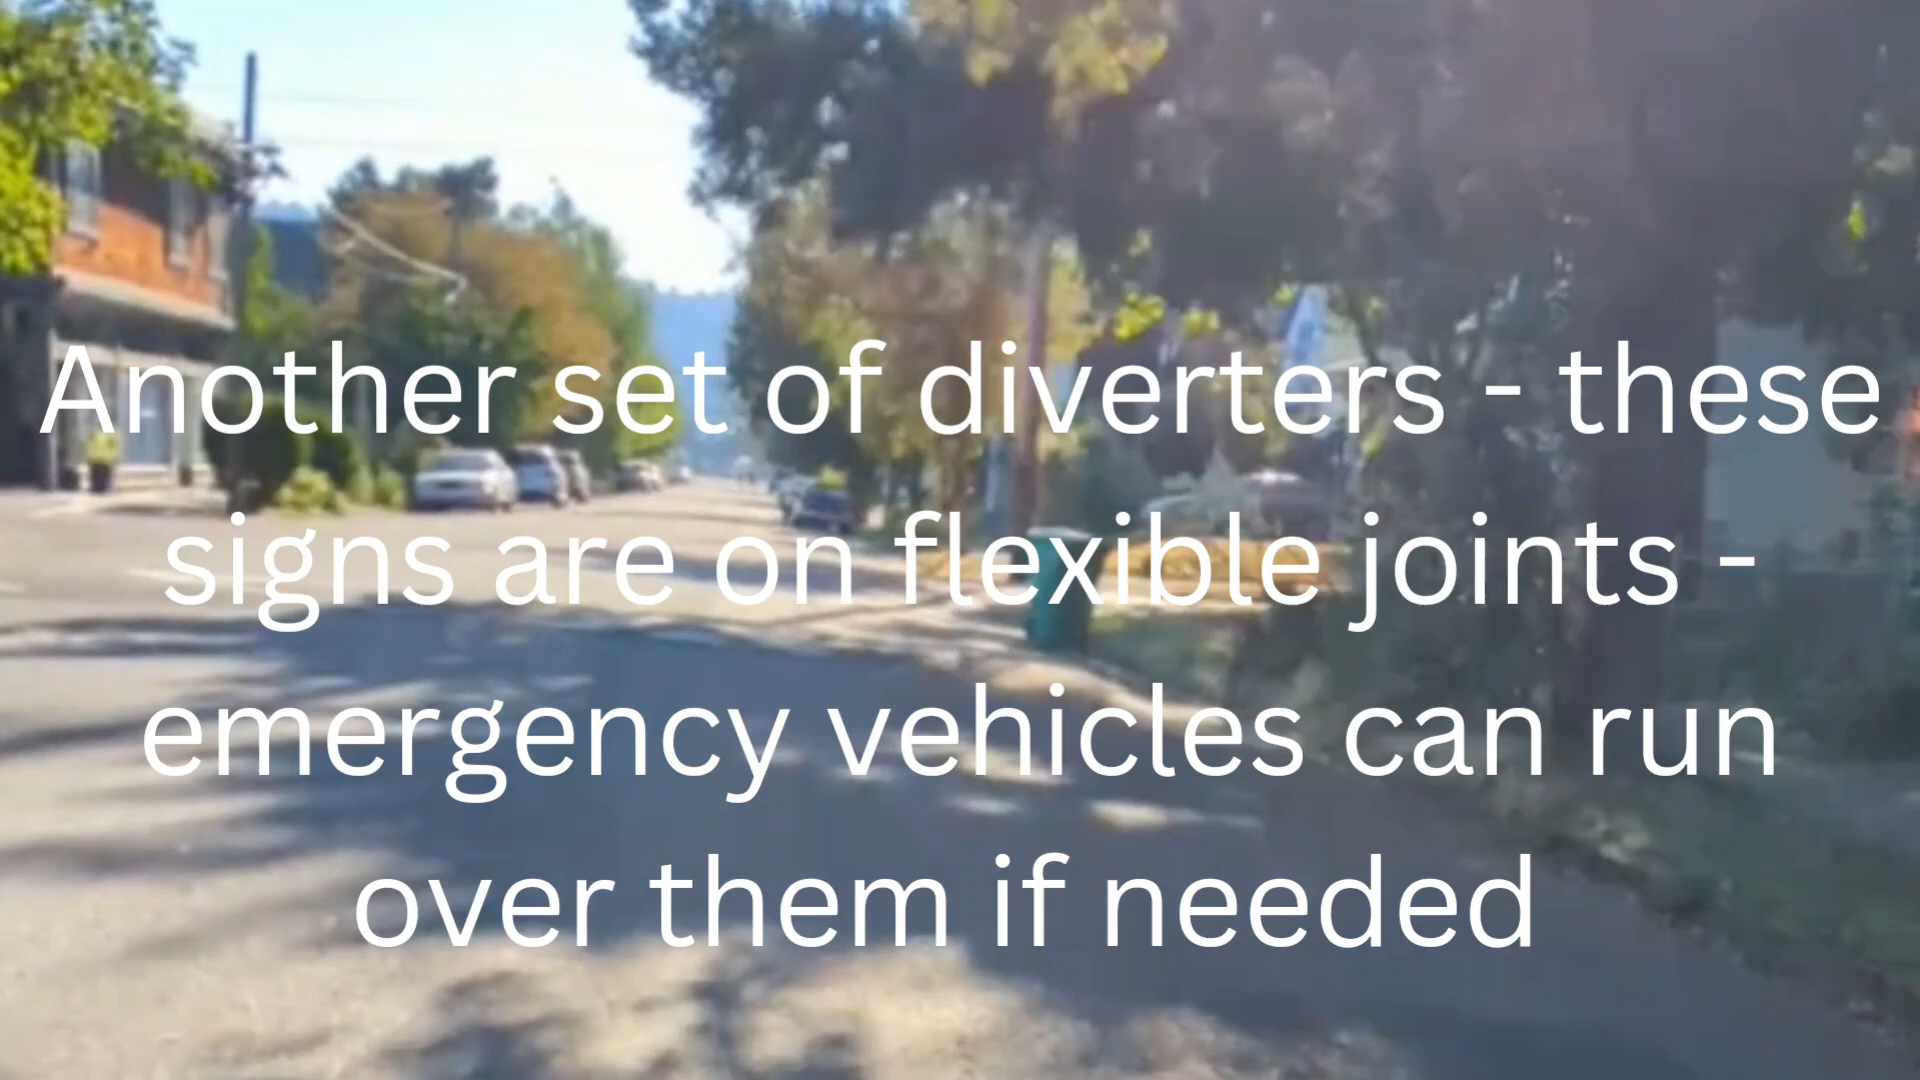 Another set of diverters - these
signs are on flexible joints -
emergency vehicles can run
over them if needed